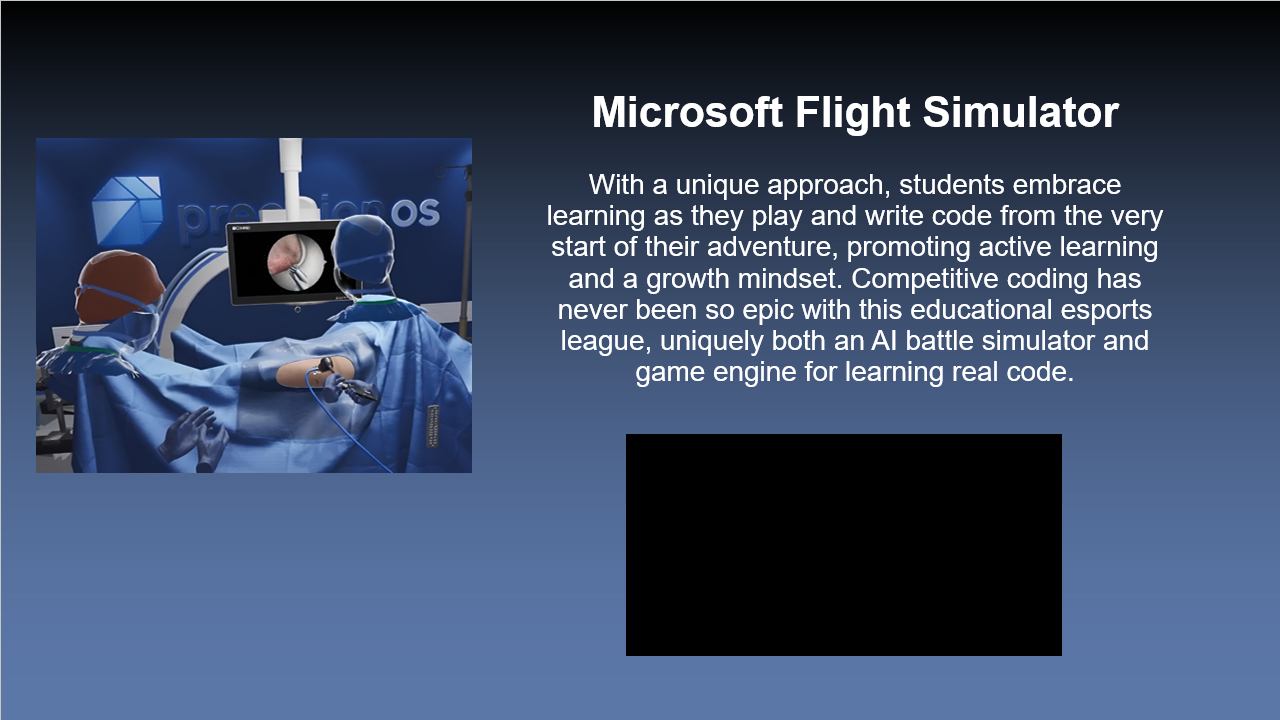 Microsoft Flight Simulator
With a unique approach, students embrace
learning as they play and write code from the very
start of their adventure, promoting active learning
and a growth mindset. Competitive coding has
never been so epic with this educational esports
league, uniquely both an AI battle simulator and
game engine for learning real code.
precision os